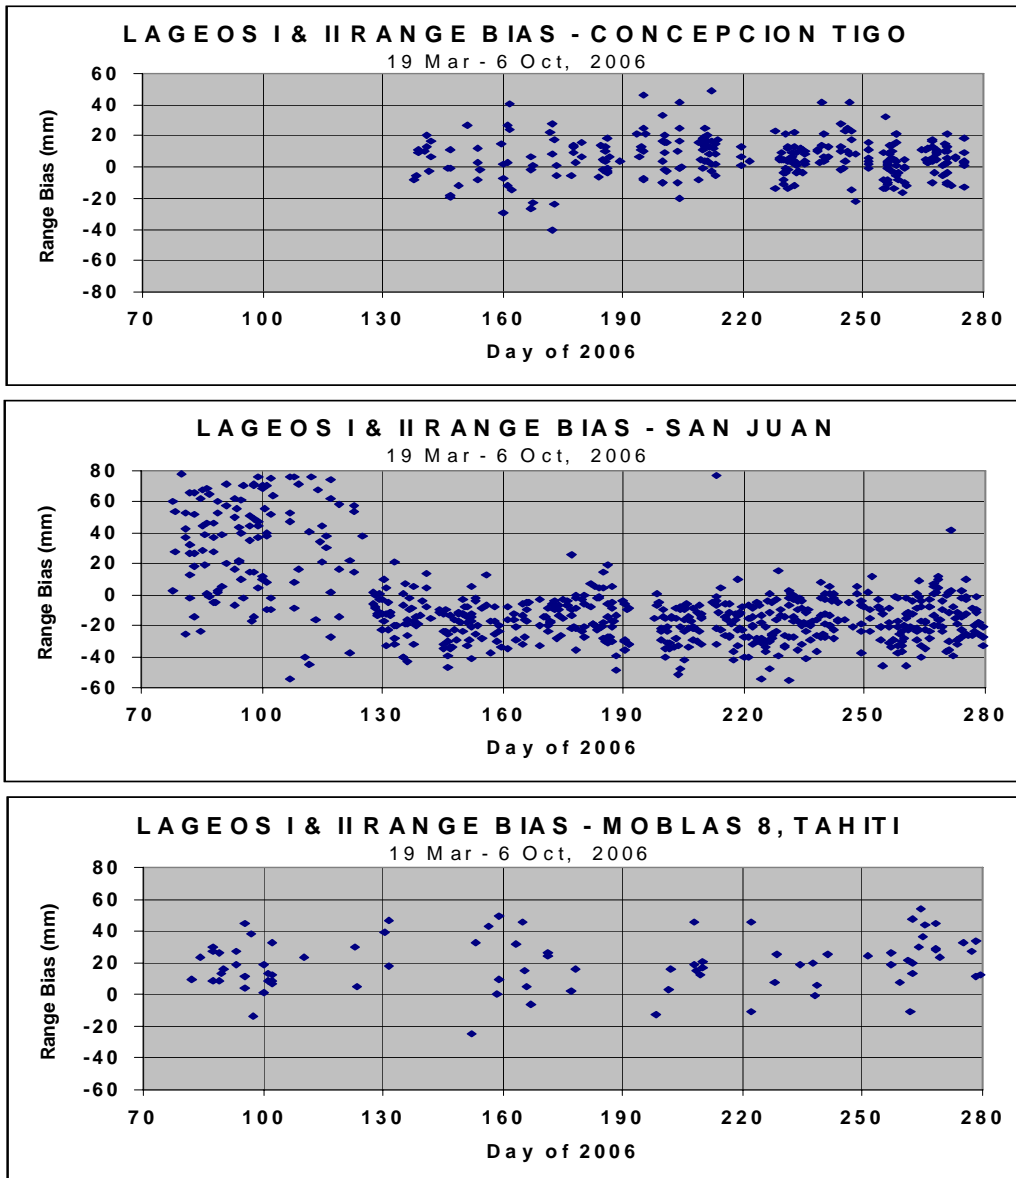 LAGEOS I & II RANGE BIAS - CONCEPCION TIGO
19 Mar - 6 Oct, 2006
60
40
20
0
-20
-40
-60
-80
Range Bias (mm)
70 100 130 160 190 220 250 280
Day of 2006
LAGEOS I & II RANGE BIAS - SAN JUAN
19 Mar - 6 Oct, 2006
80
60
40
20
0
-20
-40
-60
Range Bias (mm)
70 100 130 160 190 220 250 280
Day of 2006
LAGEOS I & II RANGE BIAS - MOBLAS 8, TAHITI
19 Mar - 6 Oct, 2006
80
60
40
20
0
-20
-40
-60
Range Bias (mm)
70 100 130 160 190 220 250 280
Day of 2006